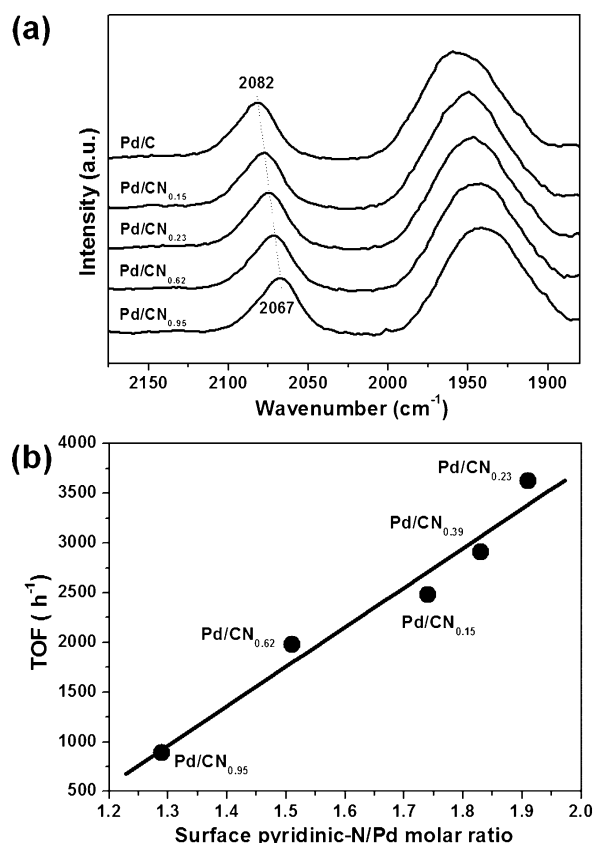 (a)
2082
Pd/C
Pd/CN0.15
Pd/CN0.23
Pd/CN0.62
Pd/CN0.95
2067
Intensity (a.u.)
2150 2100 2050 2000 1950 1900
Wavenumber (cm-1)
(b)
4000
3500
3000
2500
2000
1500
1000
500
TOF ( h-1)
Pd/CN0.23
Pd/CN0.39
Pd/CN0.15
Pd/CN0.62
Pd/CN0.95
1.2 1.3 1.4 1.5 1.6 1.7 1.8 1.9 2.0
Surface pyridinic-N/Pd molar ratio